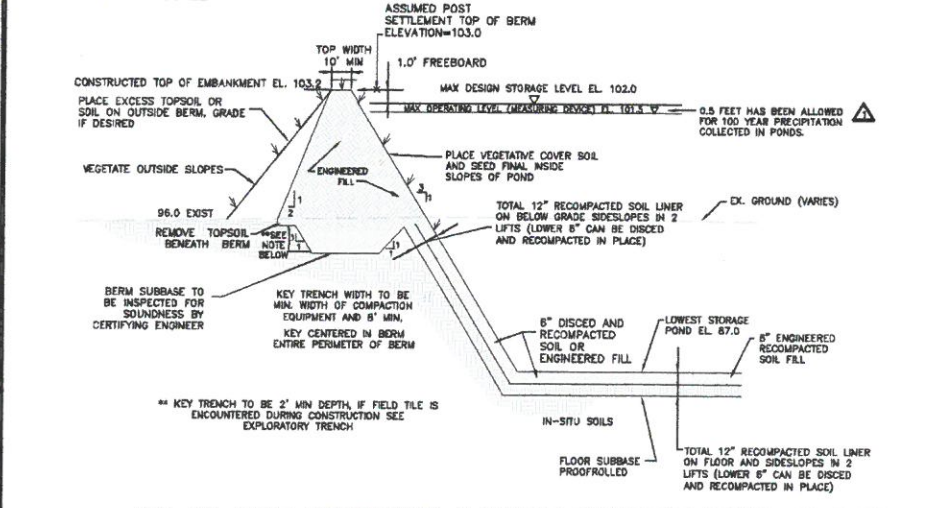 ASSUMED POST
SETTLEMENT TOP OF BERM
ELEVATION=103.0
TOP WIDTH
10' MIN
1.0' FREEBOARD
CONSTRUCTED TOP OF EMBANKMENT EL. 103.2
MAX DESIGN STORAGE LEVEL EL. 102.0
PLACE EXCESS TOPSOIL OR
SOIL ON OUTSIDE BERM, GRADE
IF DESIRED
MAX OPERATING LEVEL (MEASURING DEVICE) EL. 101.5
0.5 FEET HAS BEEN ALLOWED
FOR 100 YEAR PRECIPITATION
COLLECTED IN PONDS.
1
VEGETATE OUTSIDE SLOPES
ENGINEERED
FILL
PLACE VEGETATIVE COVER SOIL
AND SEED FINAL INSIDE
SLOPES OF POND
3
1
1
2
96.0 EXIST
TOTAL 12" RECOMPACTED SOIL LINER
ON BELOW GRADE SIDESLOPES IN 2
LIFTS (LOWER 6" CAN BE DISCED
AND RECOMPACTED IN PLACE)
EX. GROUND (VARIES)
REMOVE TOPSOIL
BENEATH BERM
**SEE
NOTE
BELOW
1
1
1
1
BERM SUBBASE TO
BE INSPECTED FOR
SOUNDNESS BY
CERTIFYING ENGINEER
KEY TRENCH WIDTH TO BE
MIN. WIDTH OF COMPACTION
EQUIPMENT AND 8' MIN.
KEY CENTERED IN BERM
ENTIRE PERIMETER OF BERM
6" DISCED AND
RECOMPACTED
SOIL OR
ENGINEERED FILL
LOWEST STORAGE
POND EL. 87.0
6" ENGINEERED
RECOMPACTED
SOIL FILL
** KEY TRENCH TO BE 2' MIN DEPTH, IF FIELD TILE IS
ENCOUNTERED DURING CONSTRUCTION SEE
EXPLORATORY TRENCH
IN-SITU SOILS
FLOOR SUBBASE
PROOFROLLED
TOTAL 12" RECOMPACTED SOIL LINER
ON FLOOR AND SIDESLOPES IN 2
LIFTS (LOWER 6" CAN BE DISCED
AND RECOMPACTED IN PLACE)